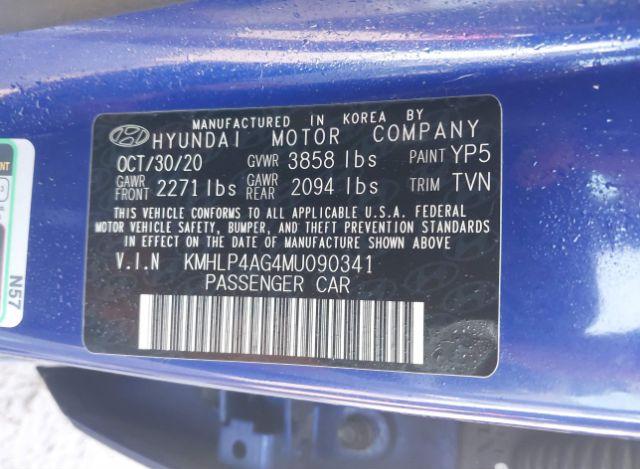 MANUFACTURED IN KOREA BY
HYUNDAI MOTOR COMPANY
OCT/30/20 GVWR 3858 lbs PAINT YP5
GAWR FRONT 2271 lbs GAWR REAR 2094 lbs TRIM TVN
THIS VEHICLE CONFORMS TO ALL APPLICABLE U.S.A. FEDERAL
MOTOR VEHICLE SAFETY, BUMPER, AND THEFT PREVENTION STANDARDS
IN EFFECT ON THE DATE OF MANUFACTURE SHOWN ABOVE
V.I.N KMHLP4AG4MU090341
PASSENGER CAR
N57